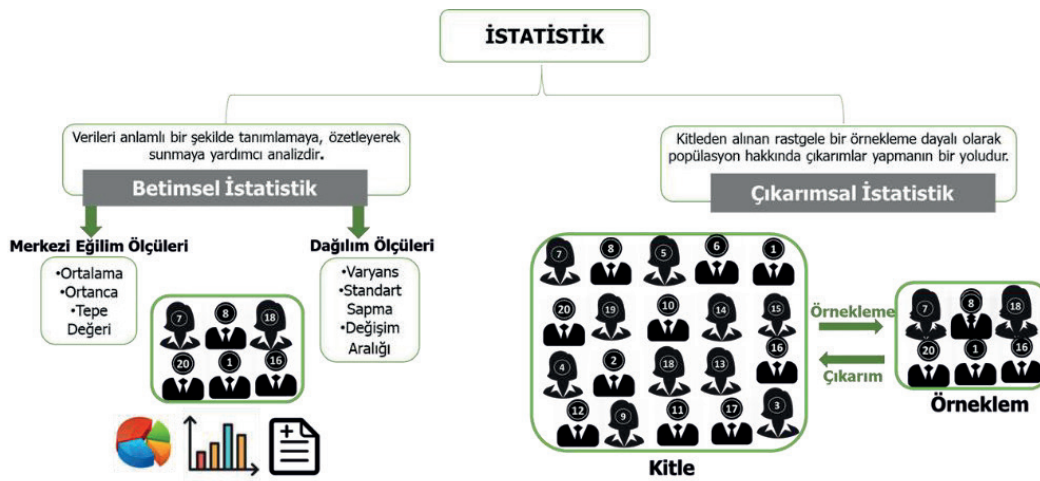 İSTATİSTİK
Verileri anlamlı bir şekilde tanımlamaya, özetleyerek
sunmaya yardımcı analizdir.
Betimsel İstatistik
Merkezi Eğilim Ölçüleri
•Ortalama
•Ortanca
•Tepe
Değeri
Dağılım Ölçüleri
•Varyans
•Standart
Sapma
•Değişim
Aralığı
7 8 18
20 1 16
Kitleden alınan rastgele bir örnekleme dayalı olarak
popülasyon hakkında çıkarımlar yapmanın bir yoludur.
Çıkarımsal İstatistik
7 8 5 6 1
20 19 10 14 15
4 2 18 13 16
12 9 11 17 3
Kitle
Örnekleme
Çıkarım
7 8 18
20 1 16
Örneklem